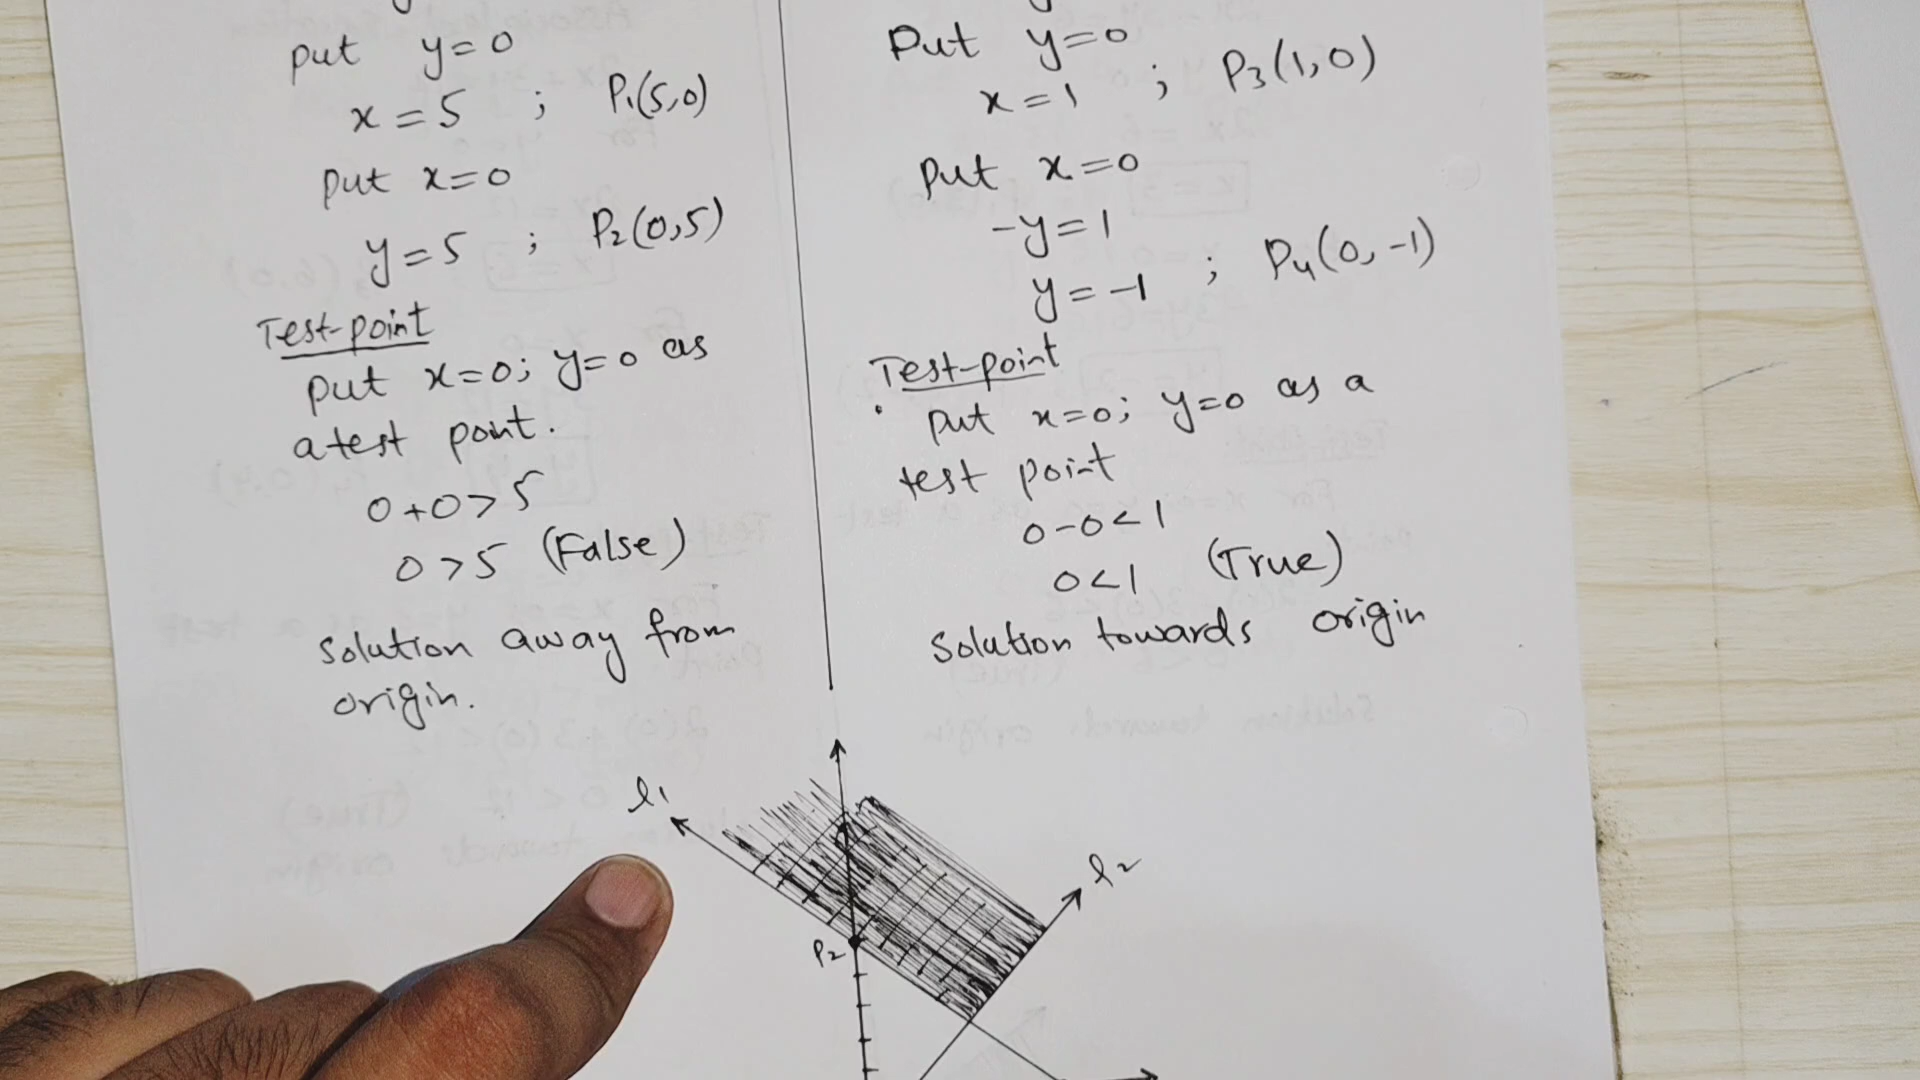 put y=0
x=5 ; P₁(5,0)
put x=0
y=5 ; P₂(0,5)
Test-point
put x=0; y=0 as
a test point.
0+0>5
0>5 (False)
solution away from
origin.
Put y=0
x=1 ; P₃(1,0)
put x=0
-y=1
y=-1 ; P₄(0,-1)
Test-point
put x=0; y=0 as a
test point
0-0<1
0<1 (True)
solution towards origin
l₁
l₂
P₂